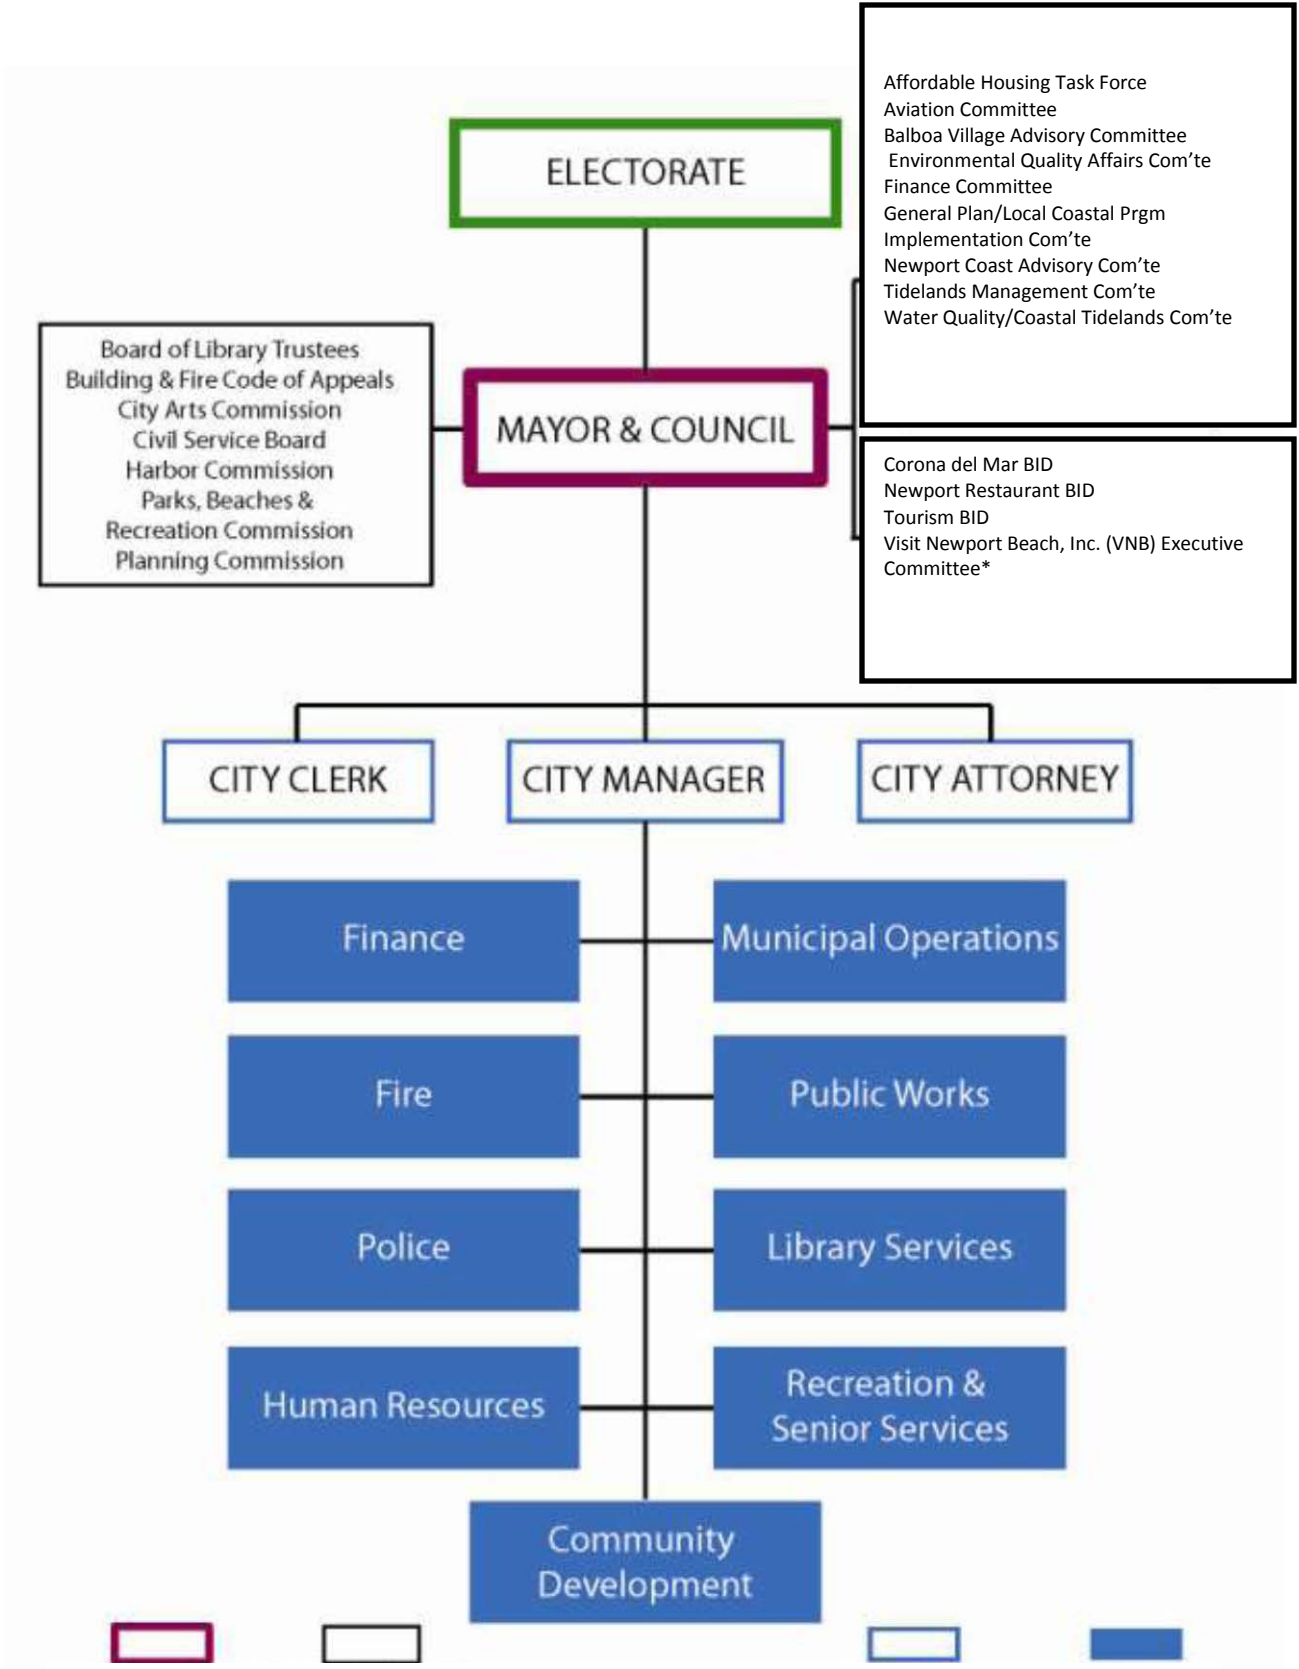 Affordable Housing Task Force
Aviation Committee
Balboa Village Advisory Committee
Environmental Quality Affairs Com’te
Finance Committee
General Plan/Local Coastal Prgm
Implementation Com’te
Newport Coast Advisory Com’te
Tidelands Management Com’te
Water Quality/Coastal Tidelands Com’te
ELECTORATE
Board of Library Trustees
Building & Fire Code of Appeals
City Arts Commission
Civil Service Board
Harbor Commission
Parks, Beaches &
Recreation Commission
Planning Commission
MAYOR & COUNCIL
Corona del Mar BID
Newport Restaurant BID
Tourism BID
Visit Newport Beach, Inc. (VNB) Executive
Committee*
CITY CLERK
CITY MANAGER
CITY ATTORNEY
Finance
Municipal Operations
Fire
Public Works
Police
Library Services
Human Resources
Recreation &
Senior Services
Community
Development